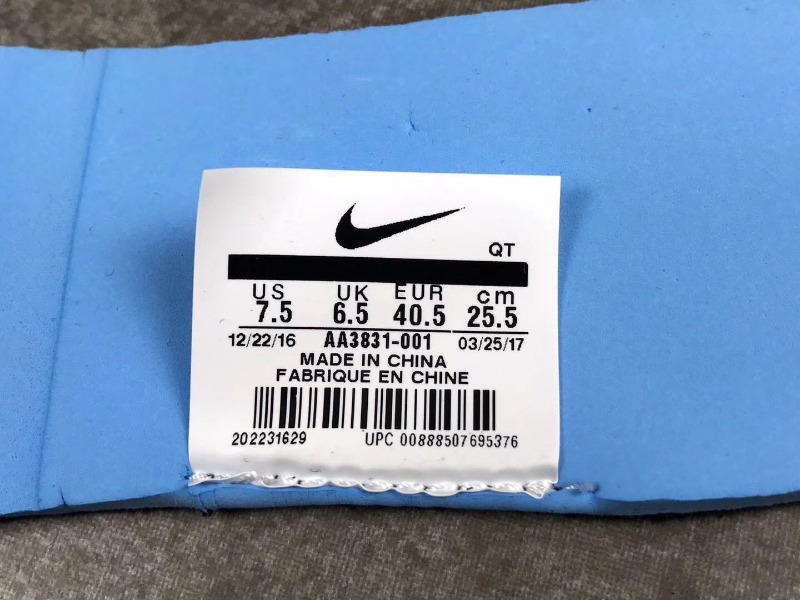 QT
US UK EUR cm
7.5 6.5 40.5 25.5
12/22/16 AA3831-001 03/25/17
MADE IN CHINA
FABRIQUE EN CHINE
202231629 UPC 00888507695376